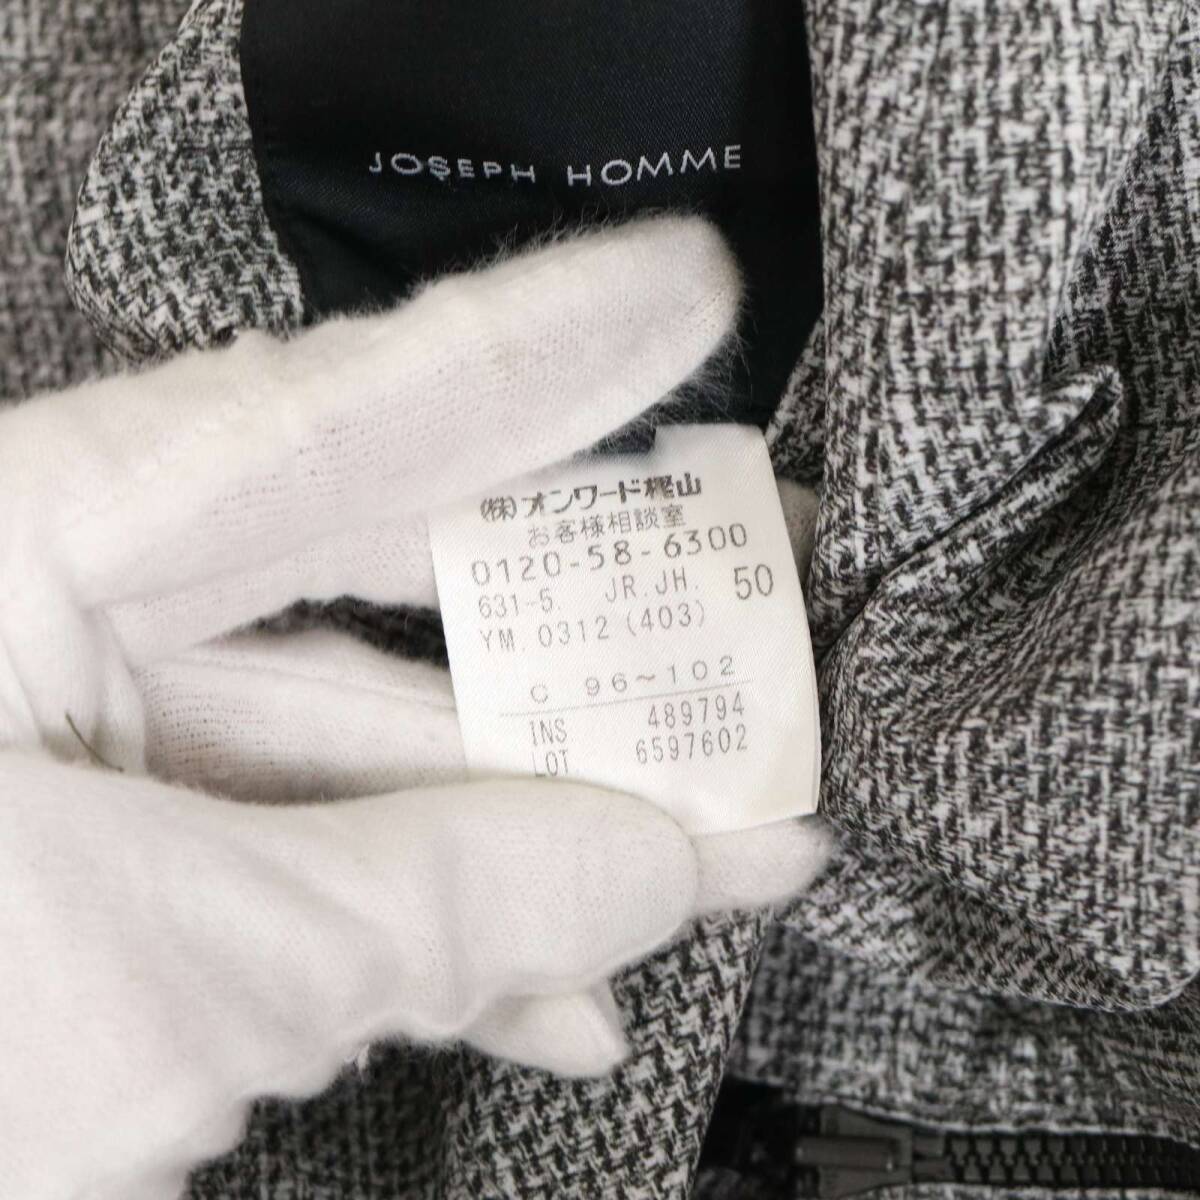 JOSEPH HOMME
(株)オンワード樫山
お客様相談室
0120-58-6300
631-5. JR.JH. 50
YM. 0312 (403)
C 96~102
INS 489794
LOT 6597602